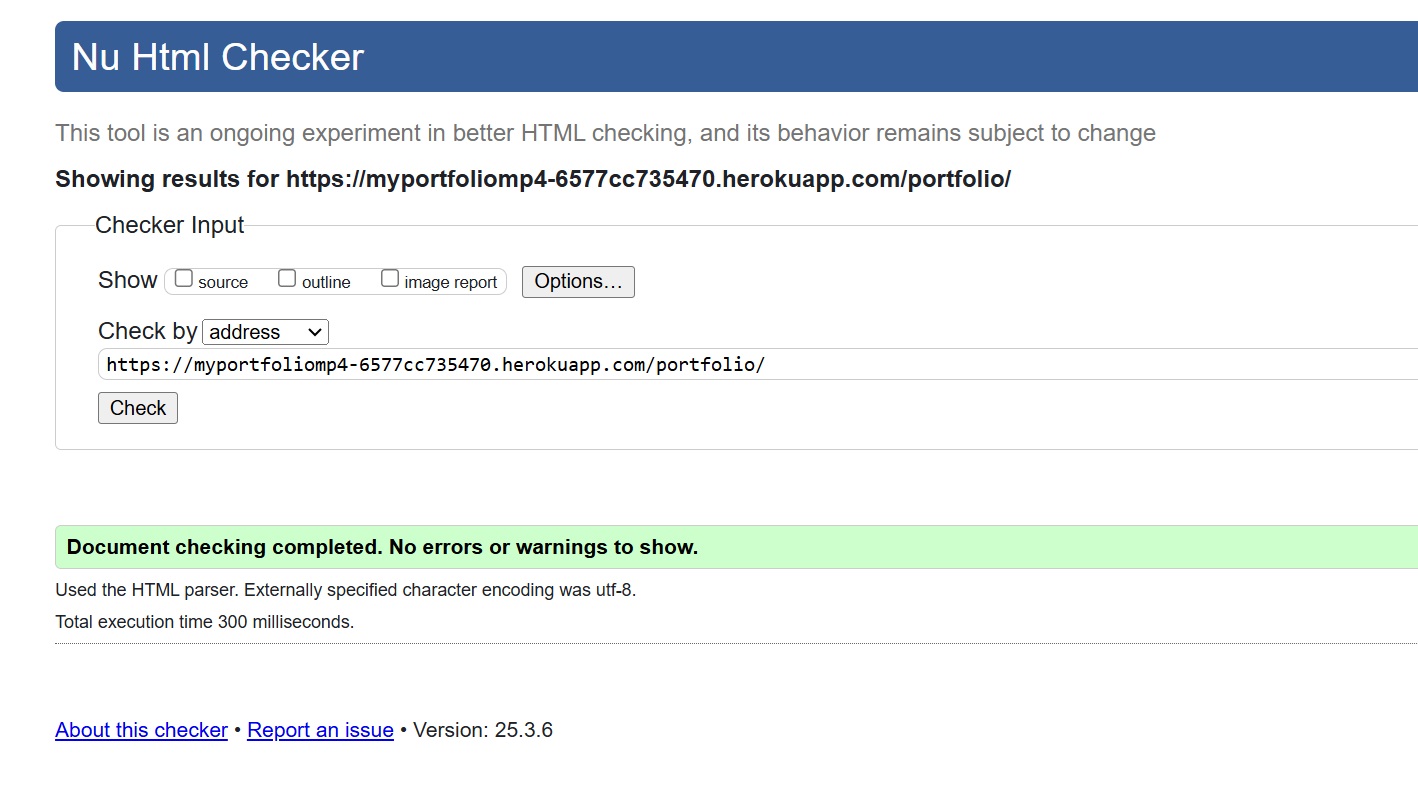 Nu Html Checker
This tool is an ongoing experiment in better HTML checking, and its behavior remains subject to change
Showing results for https://myportfoliomp4-6577cc735470.herokuapp.com/portfolio/
Checker Input
Show source outline image report Options…
Check by address
https://myportfoliomp4-6577cc735470.herokuapp.com/portfolio/
Check
Document checking completed. No errors or warnings to show.
Used the HTML parser. Externally specified character encoding was utf-8.
Total execution time 300 milliseconds.
About this checker • Report an issue • Version: 25.3.6